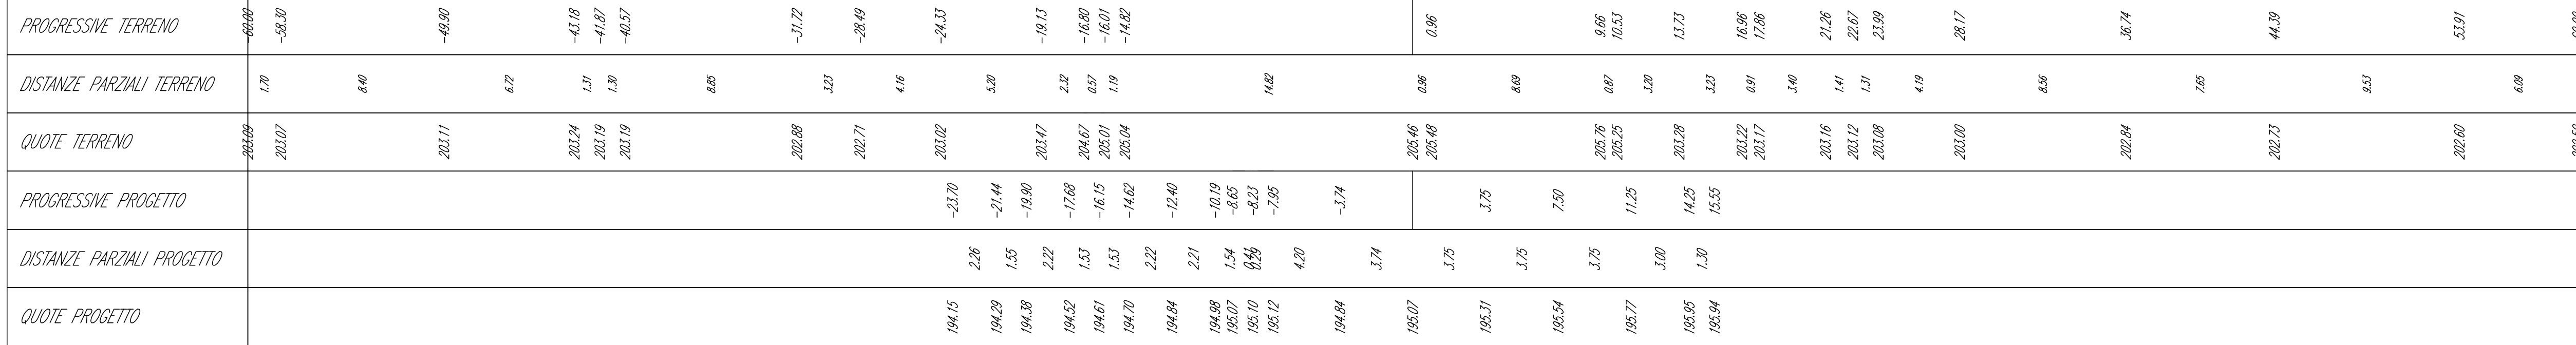 PROGRESSIVE TERRENO -60.00 -58.30 -49.90 -43.18 -41.87 -40.57 -31.72 -28.49 -24.33 -19.13 -16.80 -16.01 -14.82 0.96 9.66 10.53 13.73 16.96 17.86 21.26 22.67 23.99 28.17 36.74 44.39 53.91
DISTANZE PARZIALI TERRENO 1.70 8.40 6.72 1.31 1.30 8.85 3.23 4.16 5.20 2.32 0.57 1.19 14.82 0.96 8.69 0.87 3.20 3.23 0.91 3.40 1.41 1.31 4.19 8.56 7.65 9.53 6.09
QUOTE TERRENO 203.09 203.07 203.11 203.24 203.19 203.19 202.88 202.71 203.02 203.47 204.67 205.01 205.04 205.46 205.48 205.76 205.25 203.28 203.22 203.17 203.16 203.12 203.08 203.00 202.84 202.73 202.60
PROGRESSIVE PROGETTO -23.70 -21.44 -19.90 -17.68 -16.15 -14.62 -12.40 -10.19 -8.65 -8.23 -7.95 -3.74 3.75 7.50 11.25 14.25 15.55
DISTANZE PARZIALI PROGETTO 2.26 1.55 2.22 1.53 1.53 2.22 2.21 1.54 0.41 0.29 4.20 3.74 3.75 3.75 3.75 3.00 1.30
QUOTE PROGETTO 194.15 194.29 194.38 194.52 194.61 194.70 194.84 194.98 195.07 195.10 195.12 194.84 195.07 195.31 195.54 195.77 195.95 195.94